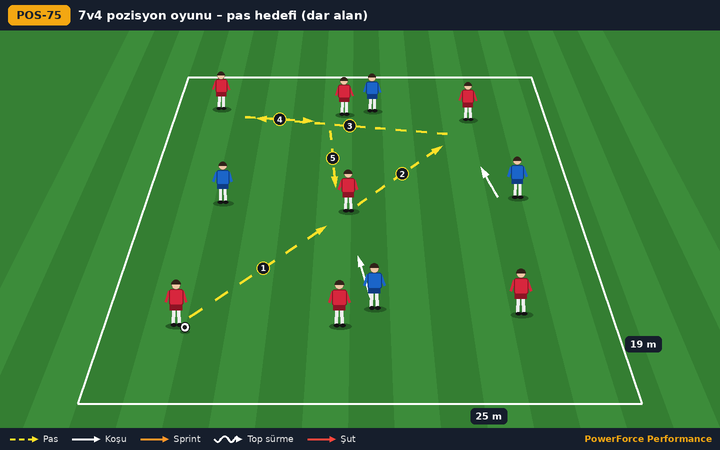 POS-75 7v4 pozisyon oyunu – pas hedefi (dar alan)
4
3
5
2
1
19 m
25 m
Pas Koşu Sprint Top sürme Şut PowerForce Performance